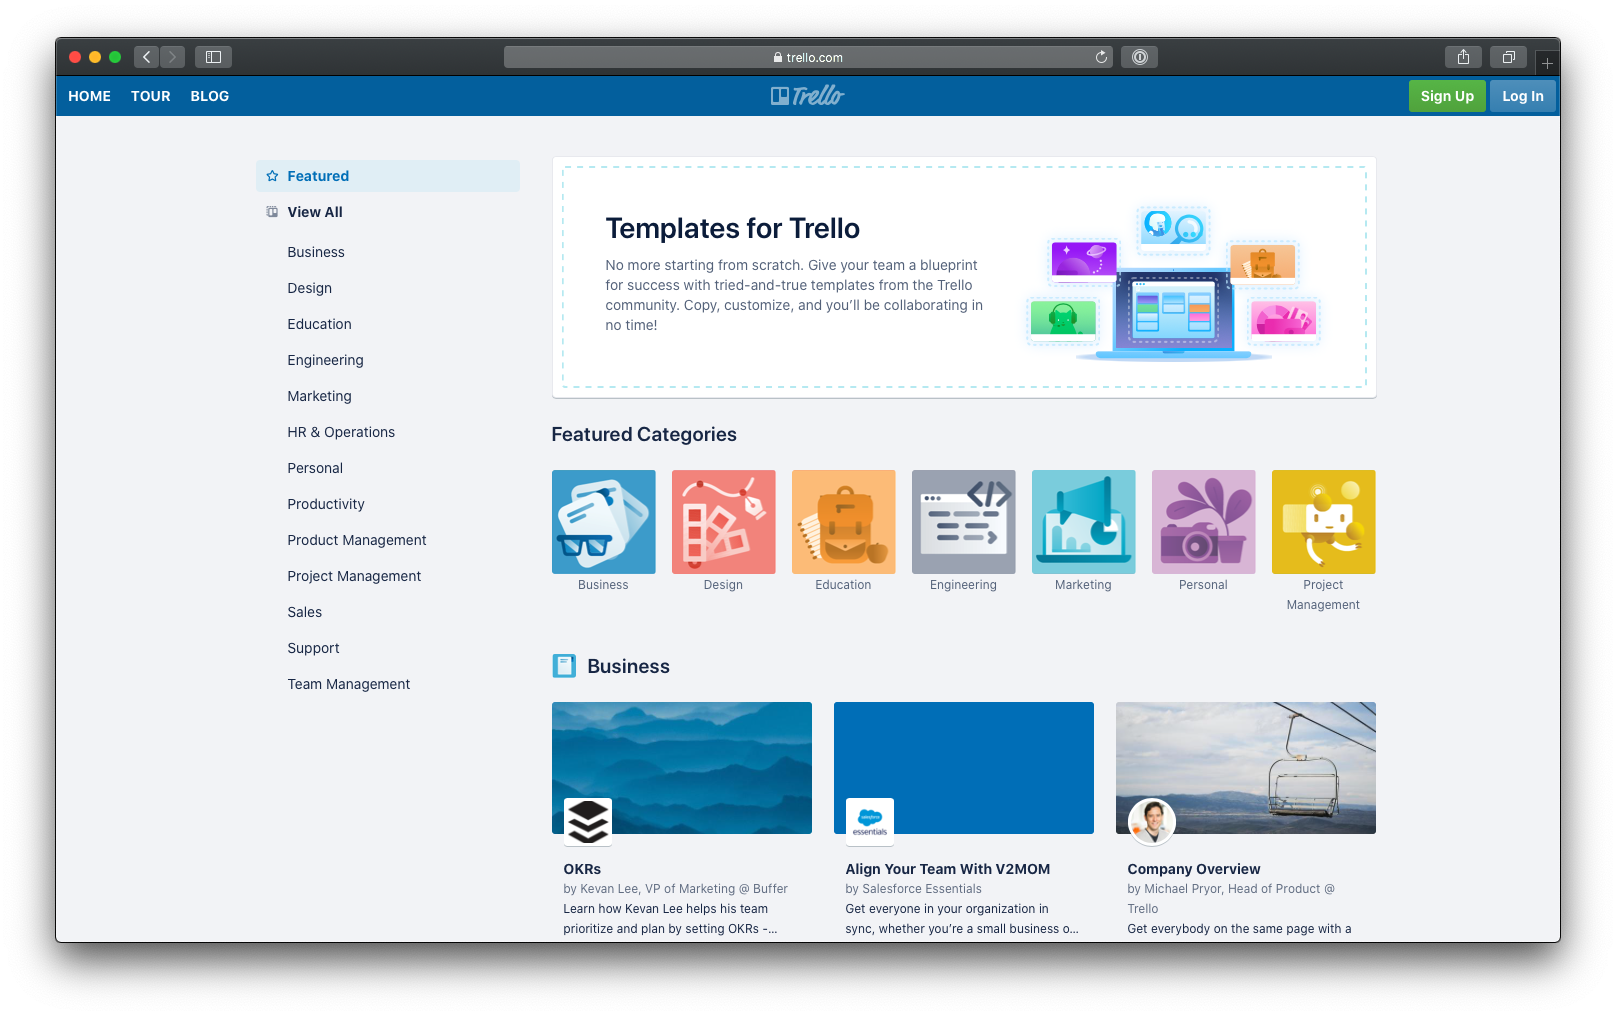 trello.com
HOME TOUR BLOG
Trello
Sign Up
Log In
Featured
View All
Business
Design
Education
Engineering
Marketing
HR & Operations
Personal
Productivity
Product Management
Project Management
Sales
Support
Team Management
Templates for Trello
No more starting from scratch. Give your team a blueprint
for success with tried-and-true templates from the Trello
community. Copy, customize, and you’ll be collaborating in
no time!
Featured Categories
Business
Design
Education
Engineering
Marketing
Personal
Project
Management
Business
OKRs
by Kevan Lee, VP of Marketing @ Buffer
Learn how Kevan Lee helps his team
prioritize and plan by setting OKRs -...
salesforce
essentials
Align Your Team With V2MOM
by Salesforce Essentials
Get everyone in your organization in
sync, whether you’re a small business o...
Company Overview
by Michael Pryor, Head of Product @
Trello
Get everybody on the same page with a